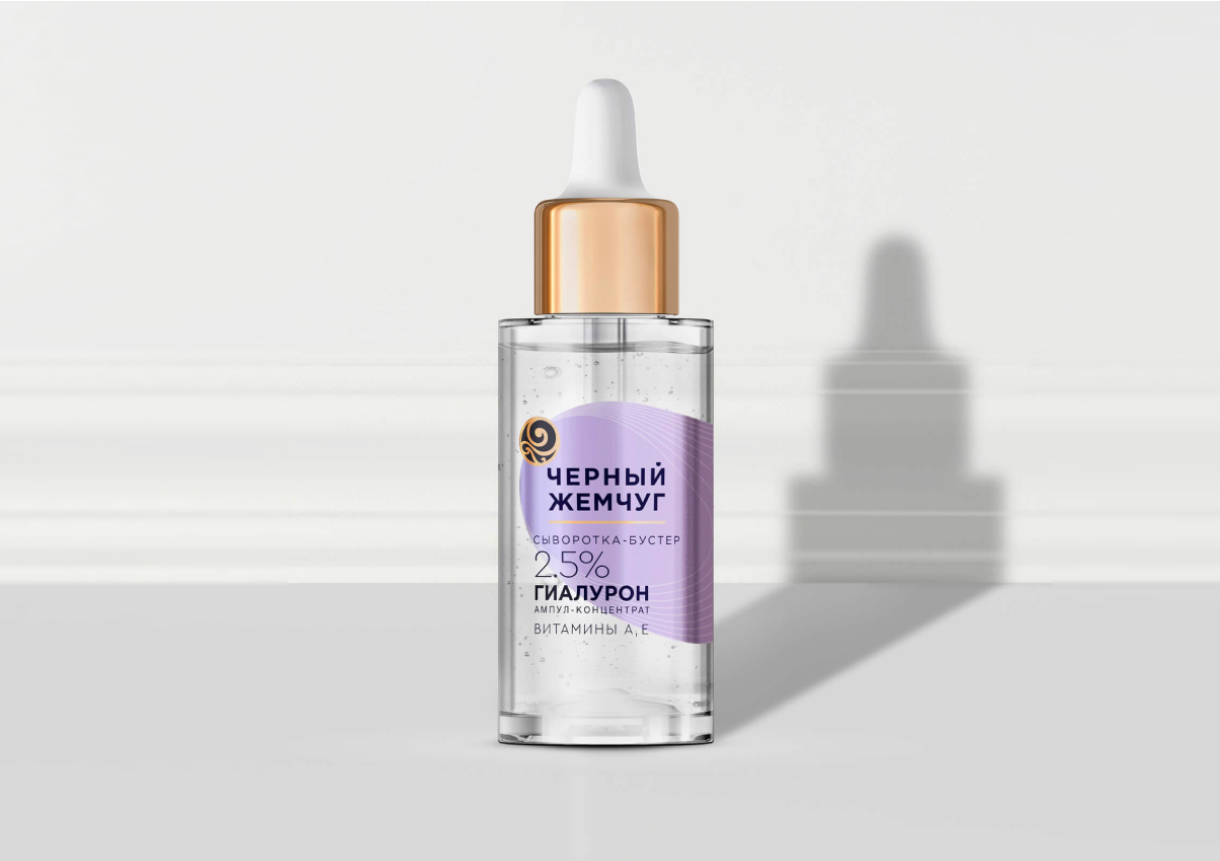 ЧЕРНЫЙ
ЖЕМЧУГ
СЫВОРОТКА-БУСТЕР
2.5%
ГИАЛУРОН
АМПУЛ-КОНЦЕНТРАТ
ВИТАМИНЫ А, Е